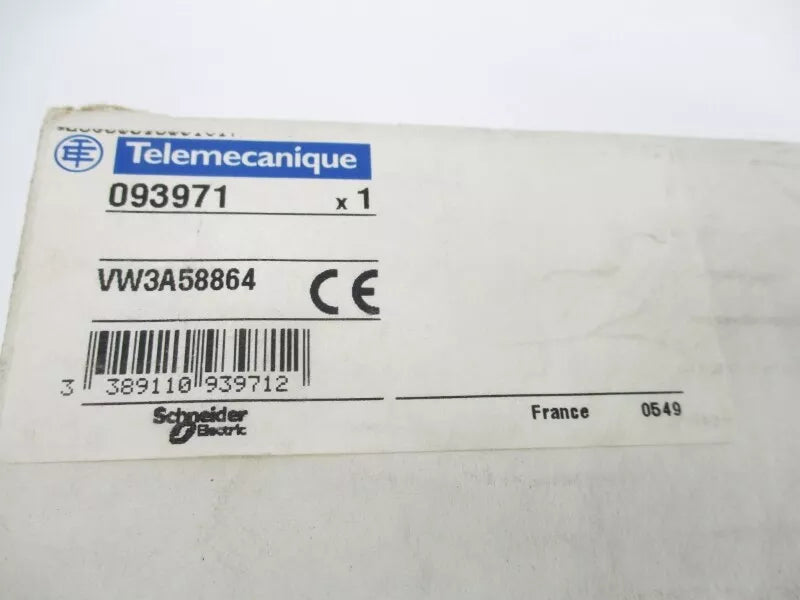 Telemecanique
093971 x 1
VW3A58864 CE
3 389110 939712
Schneider
Electric
France 0549